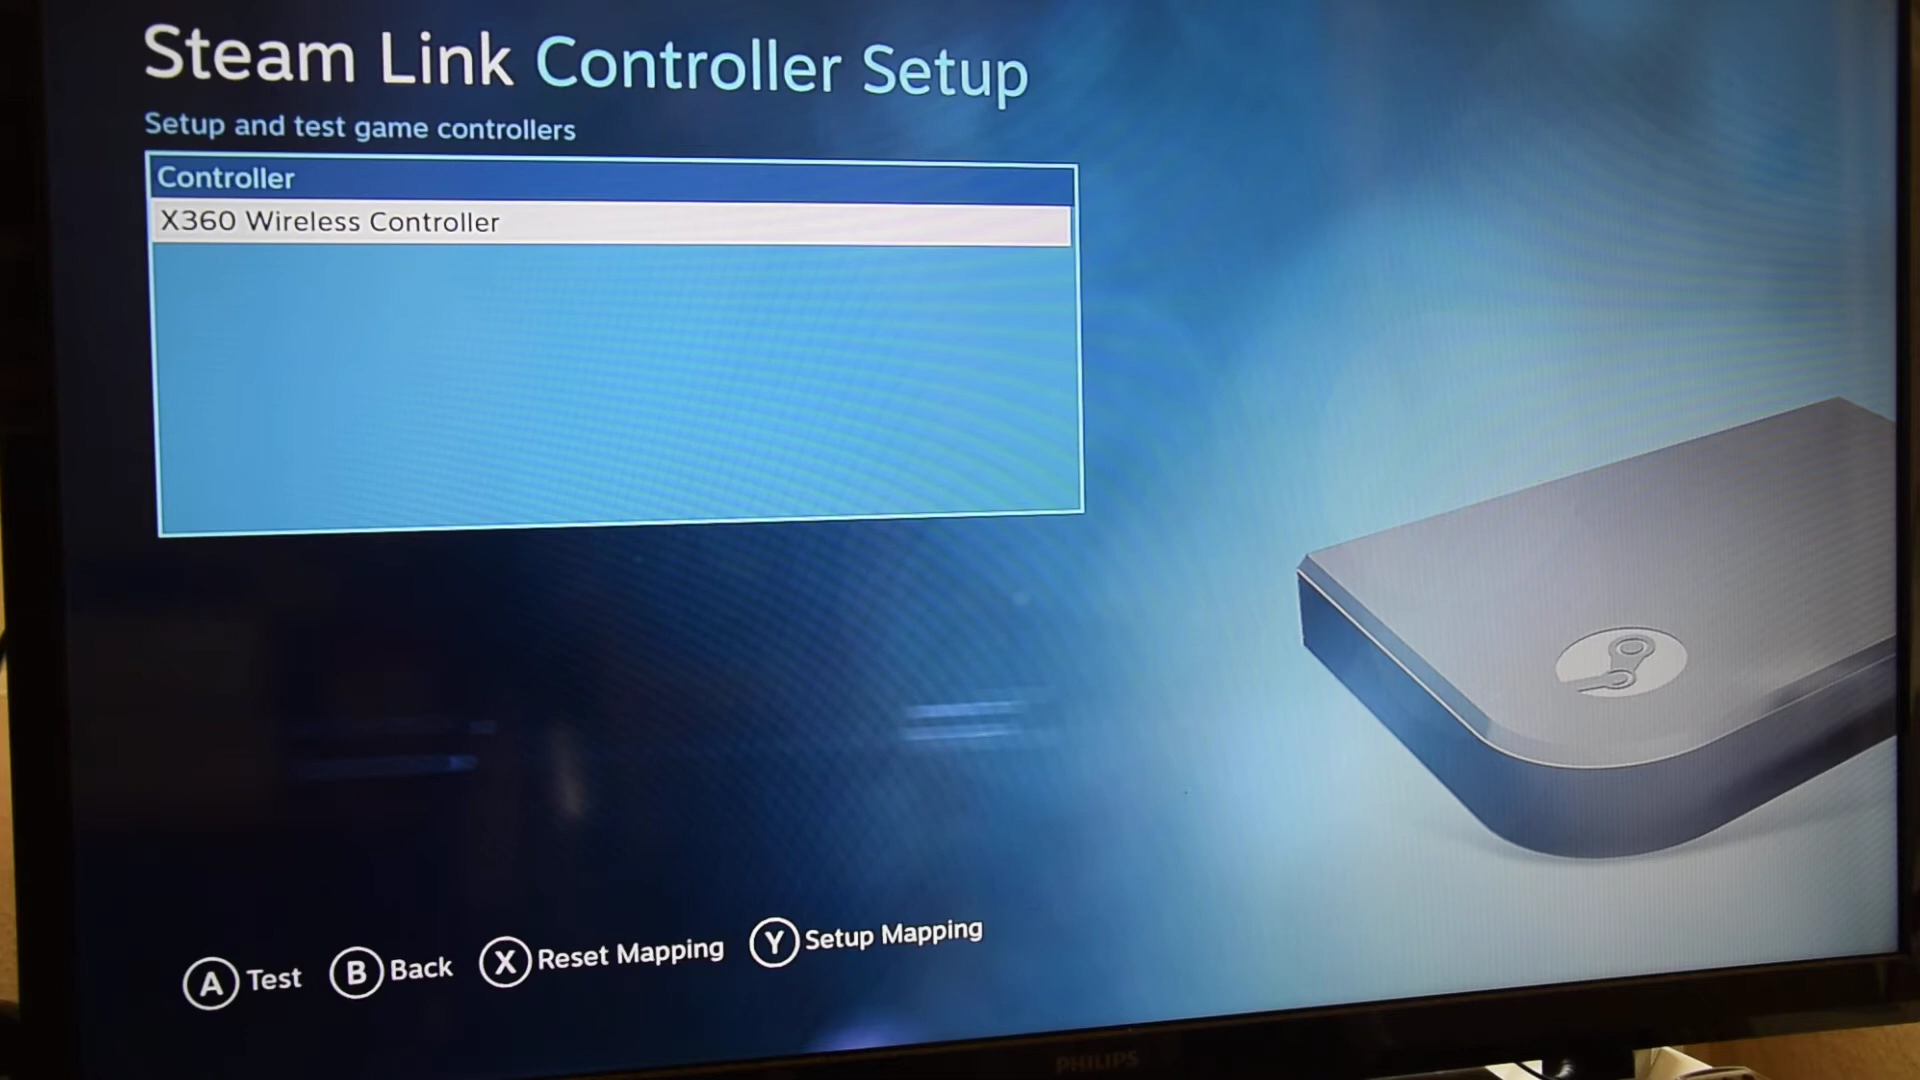 Steam Link Controller Setup
Setup and test game controllers
Controller
X360 Wireless Controller
A Test B Back X Reset Mapping Y Setup Mapping
PHILIPS